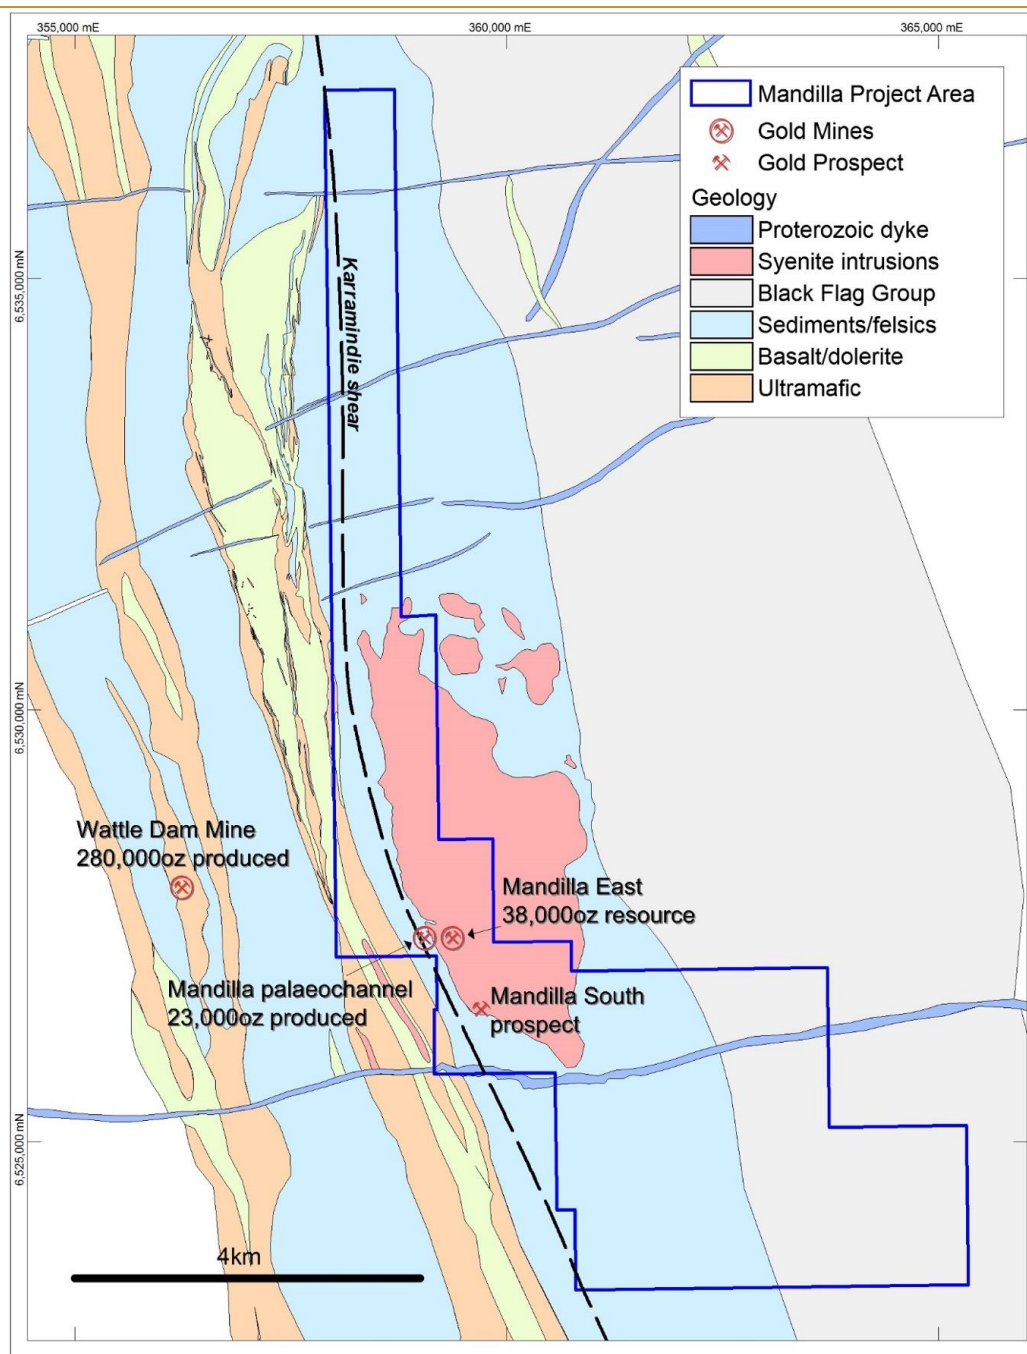 355,000 mE
360,000 mE
365,000 mE
Mandilla Project Area
Gold Mines
Gold Prospect
Geology
Proterozoic dyke
Syenite intrusions
Black Flag Group
Sediments/felsics
Basalt/dolerite
Ultramafic
6,535,000 mN
Karramindie shear
6,530,000 mN
Wattle Dam Mine
280,000oz produced
Mandilla East
38,000oz resource
Mandilla palaeochannel
23,000oz produced
Mandilla South
prospect
6,525,000 mN
4km